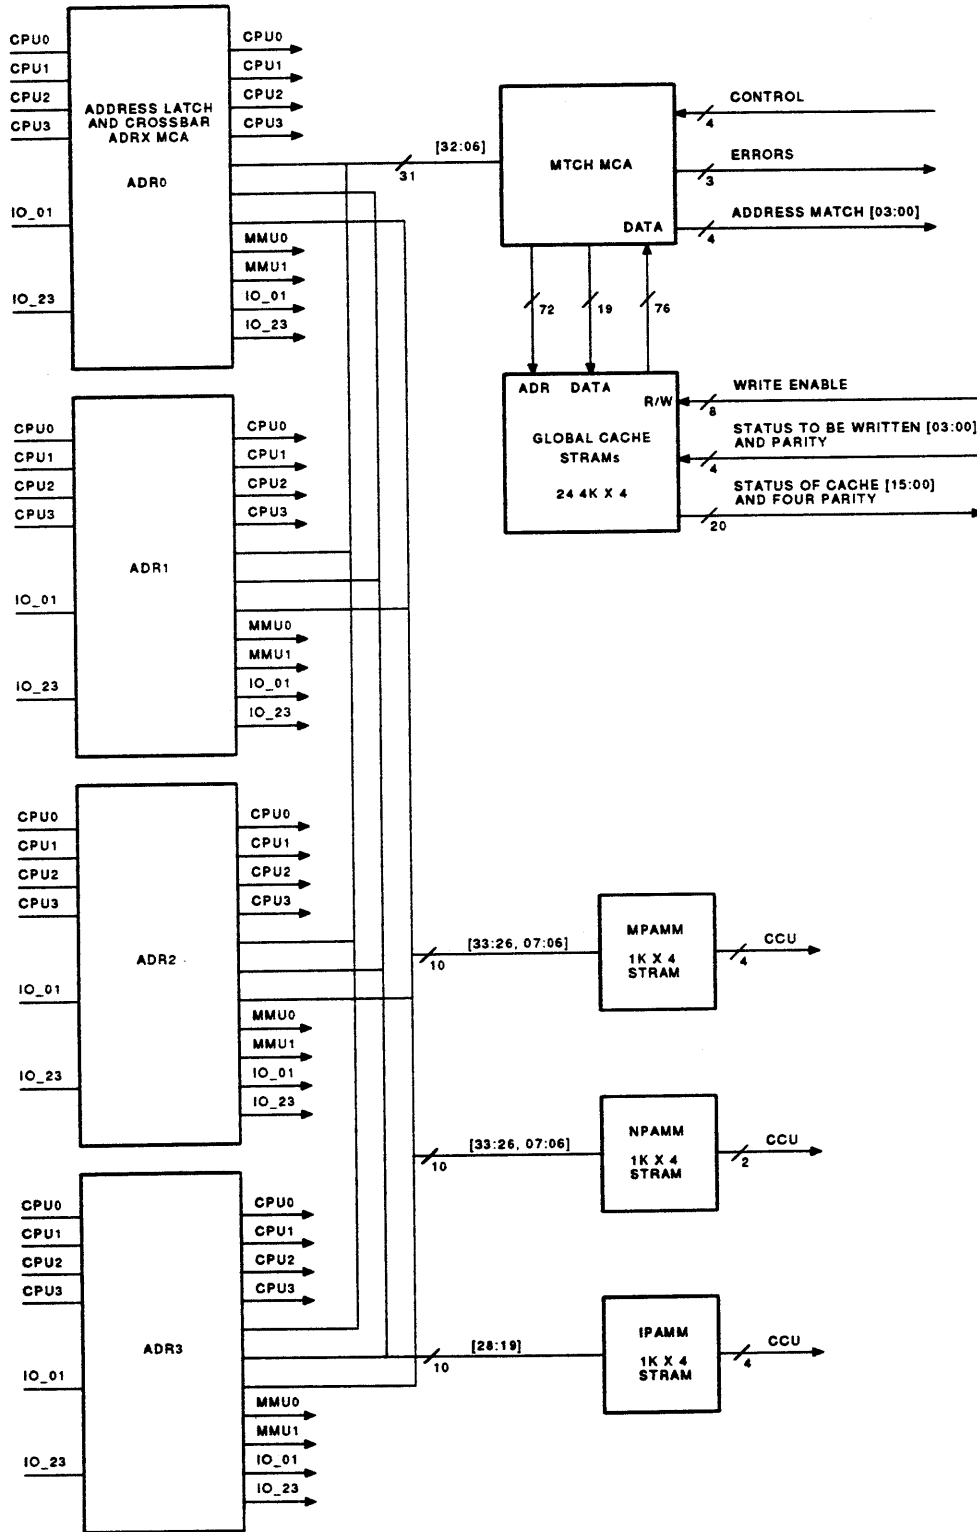 CPU0
CPU1
CPU2
CPU3
IO_01
IO_23
ADDRESS LATCH
AND CROSSBAR
ADRX MCA
ADR0
CPU0
CPU1
CPU2
CPU3
MMU0
MMU1
IO_01
IO_23
[32:06]
31
MTCH MCA
DATA
CONTROL
4
ERRORS
3
ADDRESS MATCH [03:00]
4
72
19
76
ADR DATA
R/W
GLOBAL CACHE
STRAMs
24 4K X 4
WRITE ENABLE
8
STATUS TO BE WRITTEN [03:00]
AND PARITY
4
STATUS OF CACHE [15:00]
AND FOUR PARITY
20
CPU0
CPU1
CPU2
CPU3
IO_01
IO_23
ADR1
CPU0
CPU1
CPU2
CPU3
MMU0
MMU1
IO_01
IO_23
CPU0
CPU1
CPU2
CPU3
IO_01
IO_23
ADR2
CPU0
CPU1
CPU2
CPU3
MMU0
MMU1
IO_01
IO_23
[33:26, 07:06]
10
MPAMM
1K X 4
STRAM
CCU
4
[33:26, 07:06]
10
NPAMM
1K X 4
STRAM
CCU
2
CPU0
CPU1
CPU2
CPU3
IO_01
IO_23
ADR3
CPU0
CPU1
CPU2
CPU3
MMU0
MMU1
IO_01
IO_23
[28:19]
10
IPAMM
1K X 4
STRAM
CCU
4